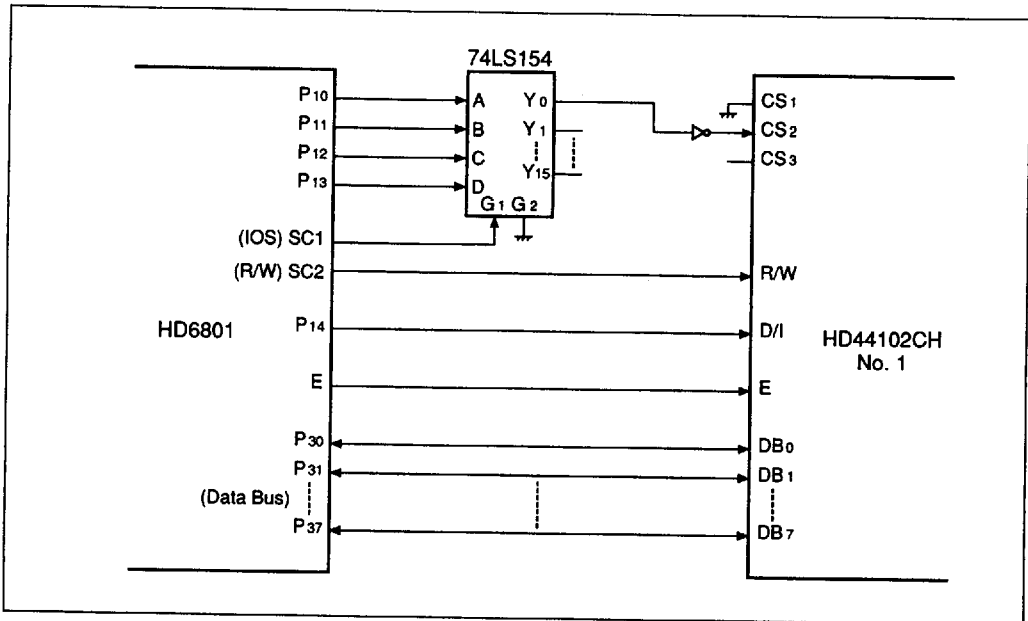 74LS154
P10 A Y0 CS1
P11 B Y1 CS2
P12 C CS3
P13 D Y15
G1 G2
(IOS) SC1
(R/W) SC2 R/W
HD6801 P14 D/I HD44102CH
No. 1
E E
P30 DB0
P31 DB1
(Data Bus)
P37 DB7